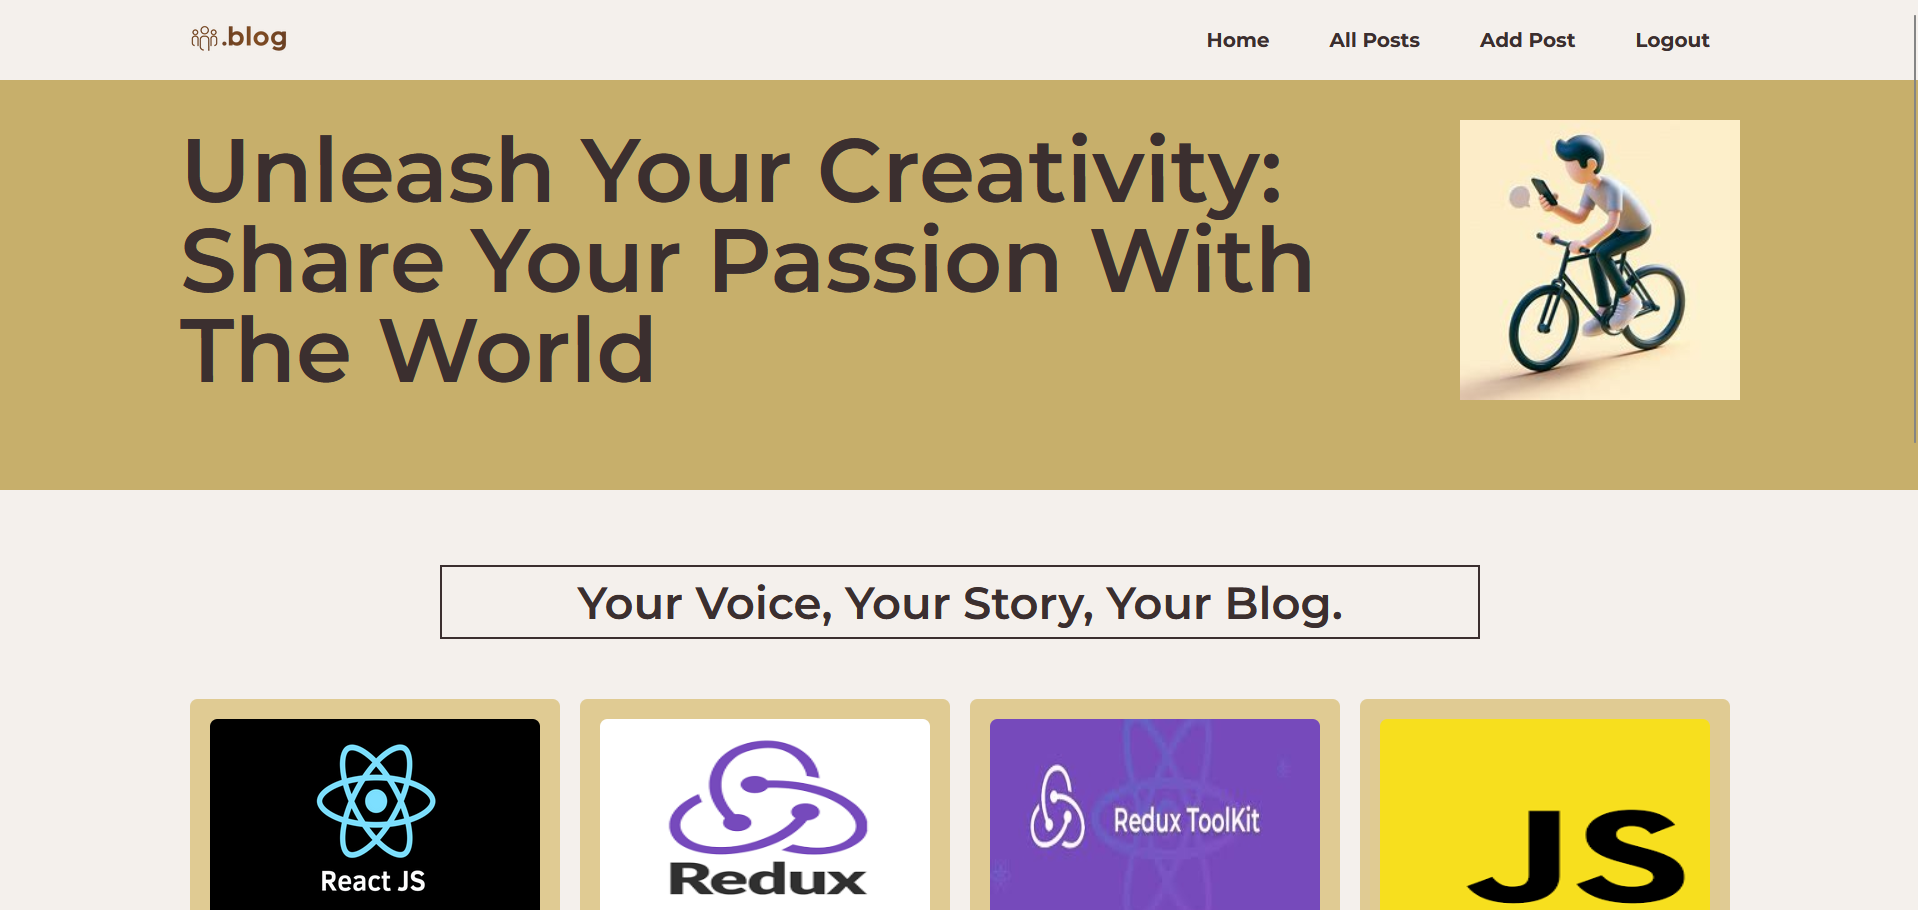 .blog
Home
All Posts
Add Post
Logout
Unleash Your Creativity:
Share Your Passion With
The World
Your Voice, Your Story, Your Blog.
React JS
Redux
Redux ToolKit
JS